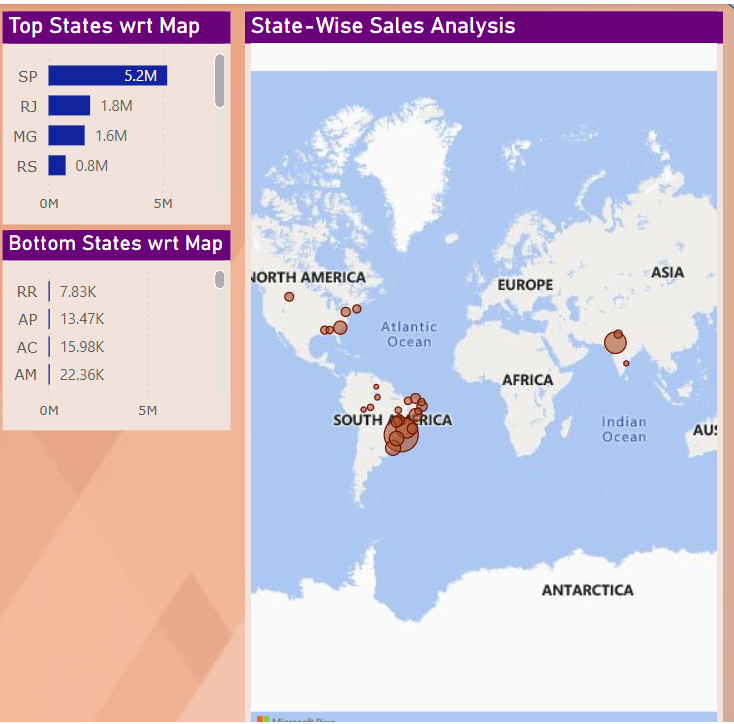 Top States wrt Map
SP 5.2M
RJ 1.8M
MG 1.6M
RS 0.8M
0M 5M
Bottom States wrt Map
RR 7.83K
AP 13.47K
AC 15.98K
AM 22.36K
0M 5M
State-Wise Sales Analysis
NORTH AMERICA
EUROPE
ASIA
Atlantic
Ocean
AFRICA
SOUTH AMERICA
Indian
Ocean
AUS
ANTARCTICA
Microsoft Bing